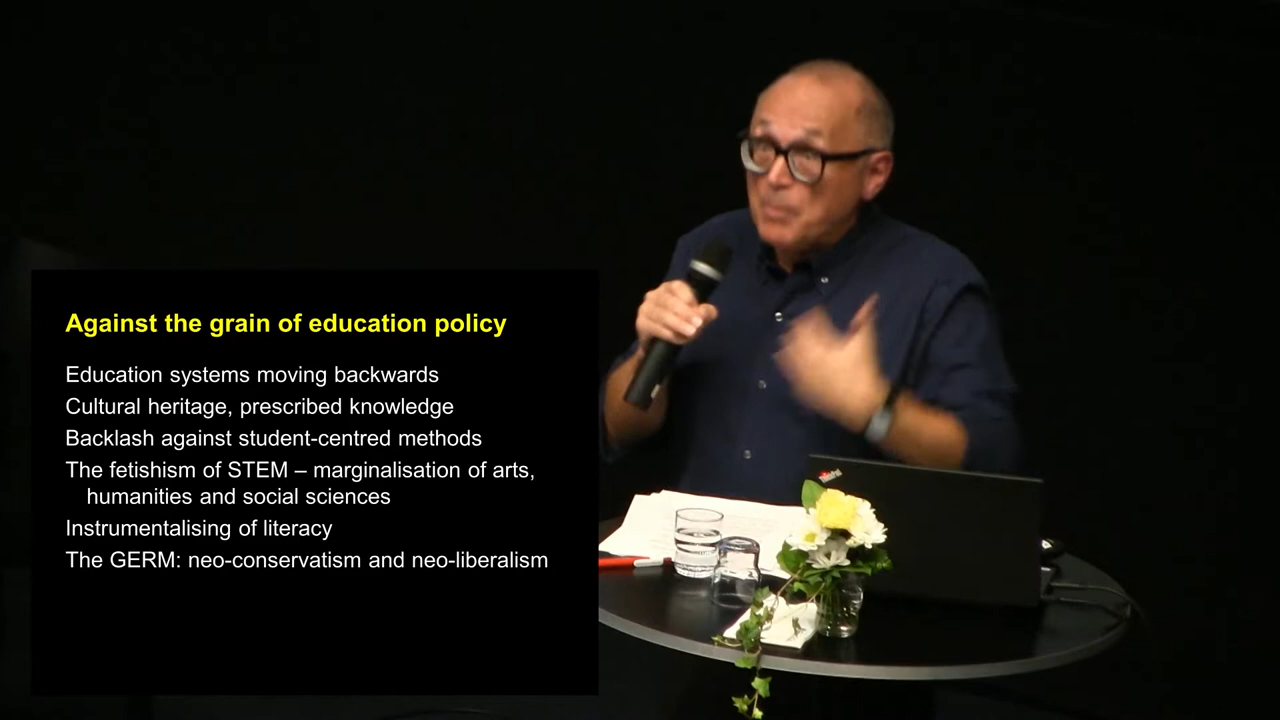 Against the grain of education policy
Education systems moving backwards
Cultural heritage, prescribed knowledge
Backlash against student-centred methods
The fetishism of STEM – marginalisation of arts,
humanities and social sciences
Instrumentalising of literacy
The GERM: neo-conservatism and neo-liberalism